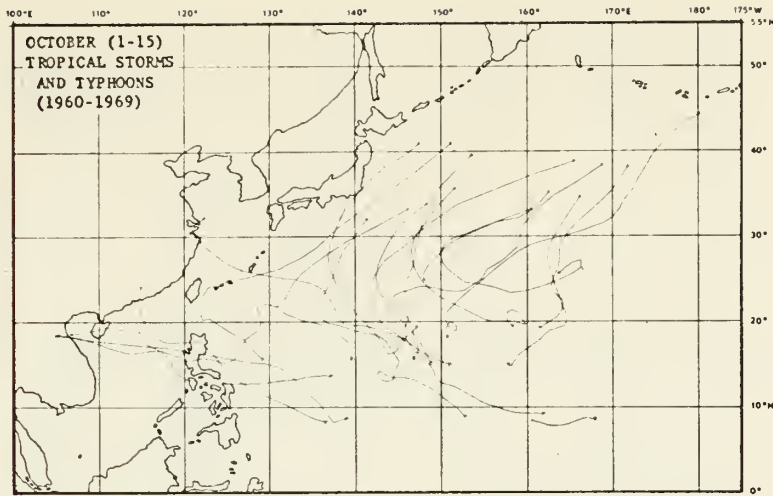 100°E 110° 120° 130° 140° 150° 160°E 170° 180° 175°W
55°N
OCTOBER (1-15)
TROPICAL STORMS
AND TYPHOONS
(1960-1969)
50°
40°
30°
20°
10°N
0°